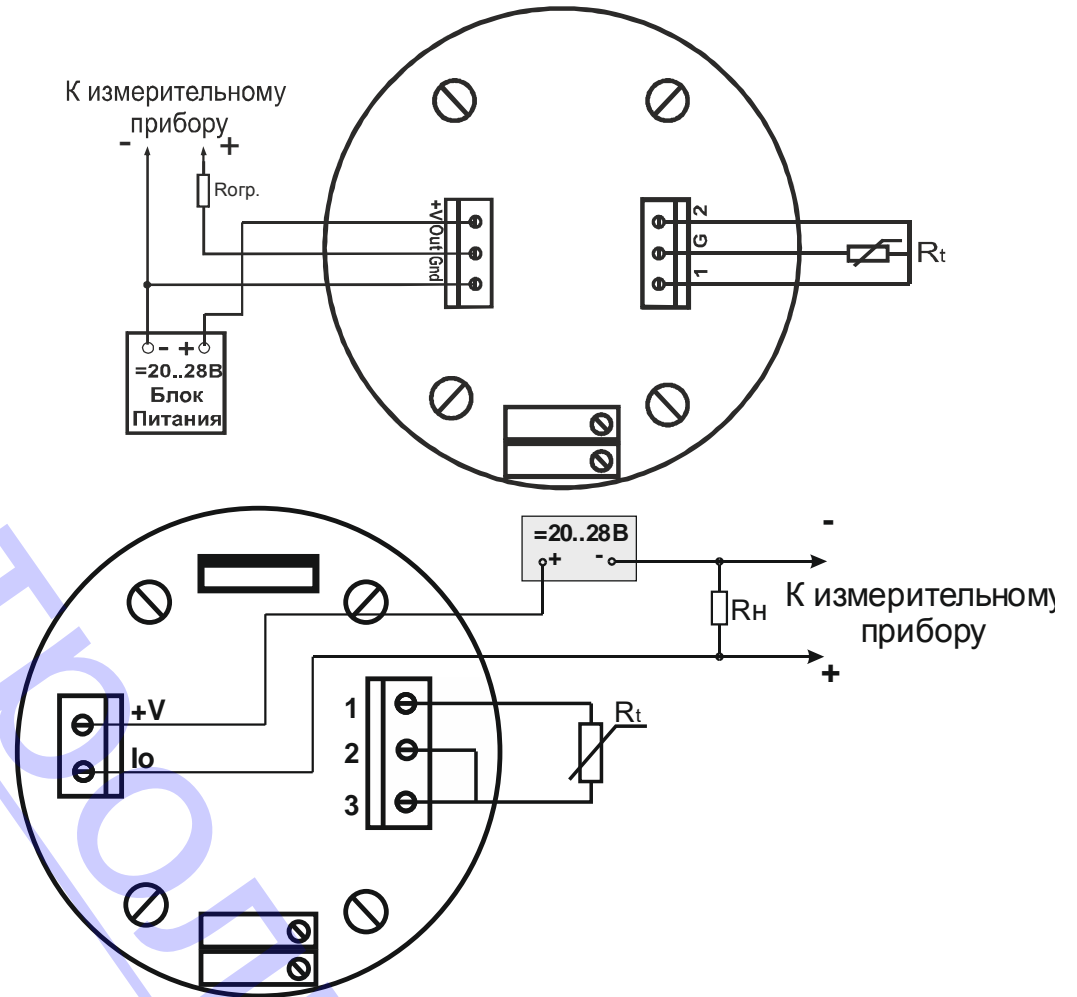 К измерительному
прибору
- +
Rогр.
+V Out Gnd
2
G
1
Rt
- +
=20..28В
Блок
Питания
=20..28В
+ -
-
Rн
К измерительному
прибору
+
+V
Io
1
2
3
Rt